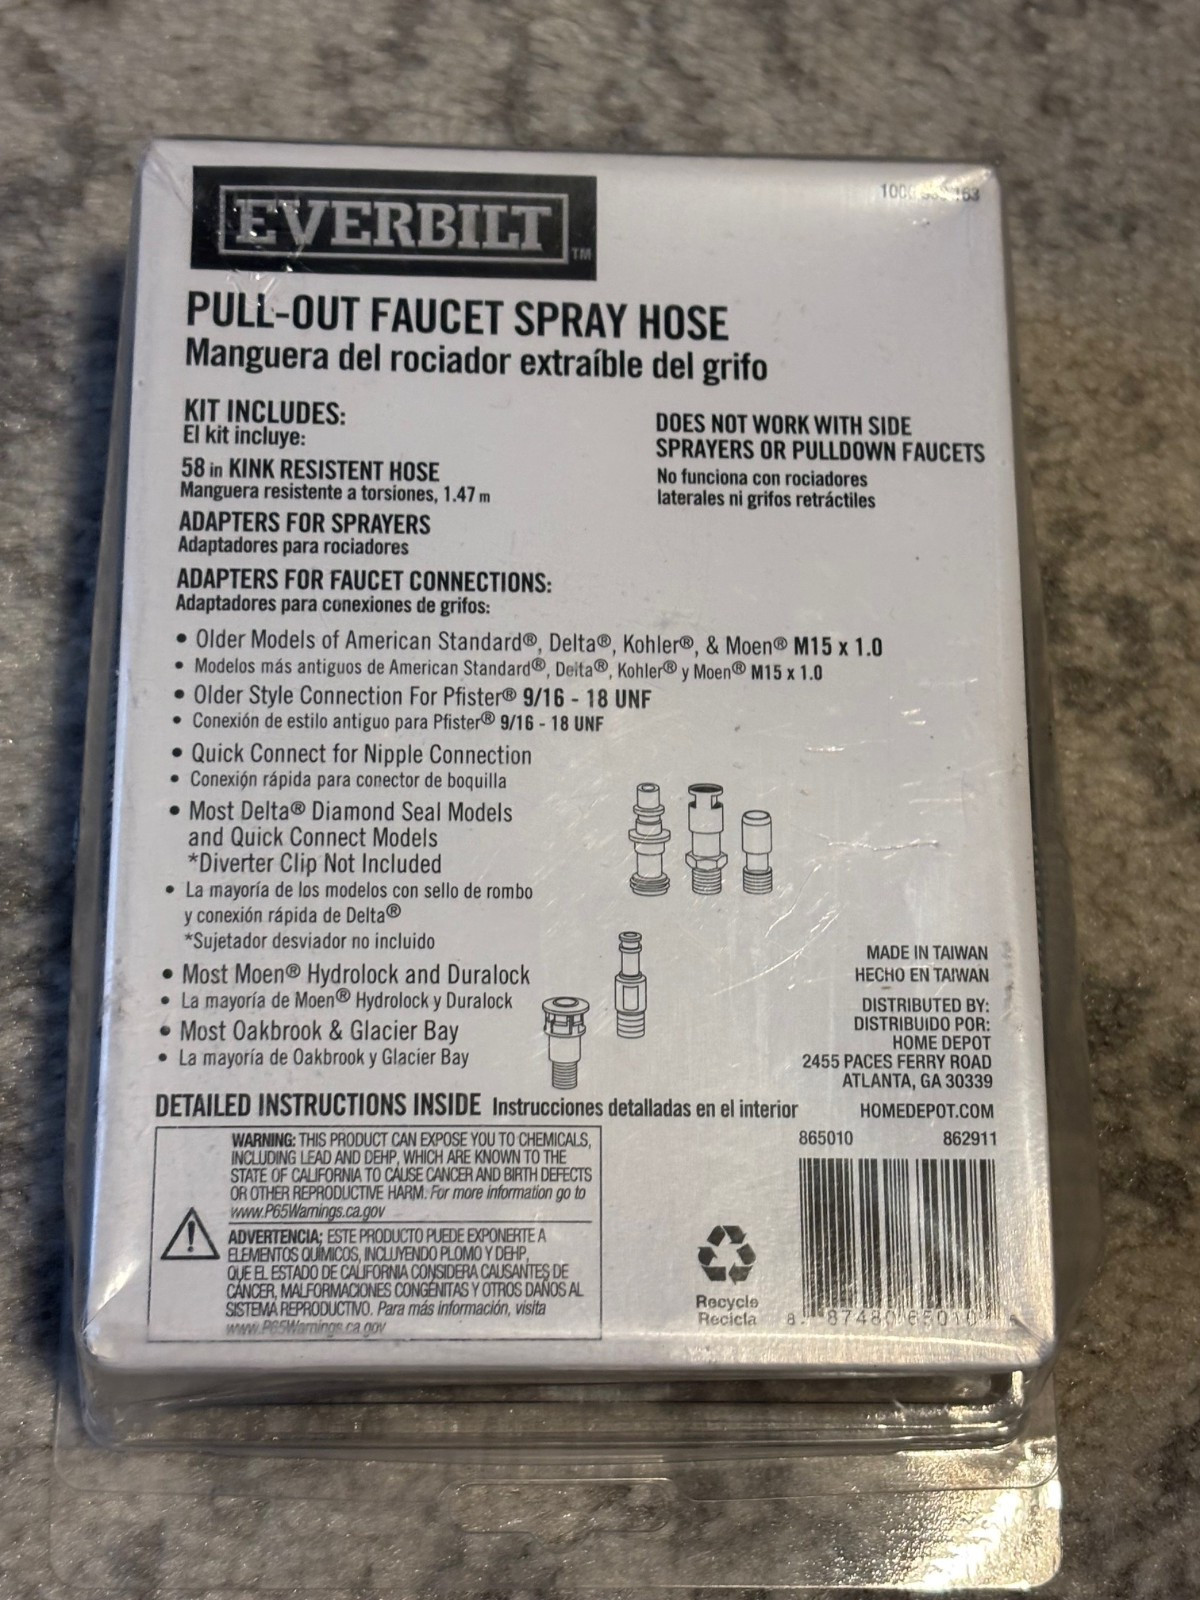 EVERBILT
TM
PULL-OUT FAUCET SPRAY HOSE
Manguera del rociador extraíble del grifo
KIT INCLUDES:
El kit incluye:
58 in KINK RESISTENT HOSE
Manguera resistente a torsiones, 1.47 m
ADAPTERS FOR SPRAYERS
Adaptadores para rociadores
DOES NOT WORK WITH SIDE
SPRAYERS OR PULLDOWN FAUCETS
No funciona con rociadores
laterales ni grifos retráctiles
ADAPTERS FOR FAUCET CONNECTIONS:
Adaptadores para conexiones de grifos:
• Older Models of American Standard®, Delta®, Kohler®, & Moen® M15 x 1.0
• Modelos más antiguos de American Standard®, Delta®, Kohler® y Moen® M15 x 1.0
• Older Style Connection For Pfister® 9/16 - 18 UNF
• Conexión de estilo antiguo para Pfister® 9/16 - 18 UNF
• Quick Connect for Nipple Connection
• Conexión rápida para conector de boquilla
• Most Delta® Diamond Seal Models
and Quick Connect Models
*Diverter Clip Not Included
• La mayoría de los modelos con sello de rombo
y conexión rápida de Delta®
*Sujetador desviador no incluido
• Most Moen® Hydrolock and Duralock
• La mayoría de Moen® Hydrolock y Duralock
• Most Oakbrook & Glacier Bay
• La mayoría de Oakbrook y Glacier Bay
MADE IN TAIWAN
HECHO EN TAIWAN
DISTRIBUTED BY:
DISTRIBUIDO POR:
HOME DEPOT
2455 PACES FERRY ROAD
ATLANTA, GA 30339
HOMEDEPOT.COM
DETAILED INSTRUCTIONS INSIDE Instrucciones detalladas en el interior
WARNING: THIS PRODUCT CAN EXPOSE YOU TO CHEMICALS,
INCLUDING LEAD AND DEHP, WHICH ARE KNOWN TO THE
STATE OF CALIFORNIA TO CAUSE CANCER AND BIRTH DEFECTS
OR OTHER REPRODUCTIVE HARM. For more information go to
www.P65Warnings.ca.gov
ADVERTENCIA: ESTE PRODUCTO PUEDE EXPONERTE A
ELEMENTOS QUÍMICOS, INCLUYENDO PLOMO Y DEHP,
QUE EL ESTADO DE CALIFORNIA CONSIDERA CAUSANTES DE
CÁNCER, MALFORMACIONES CONGÉNITAS Y OTROS DAÑOS AL
SISTEMA REPRODUCTIVO. Para más información, visita
www.P65Warnings.ca.gov
865010 862911
Recycle
Recicla